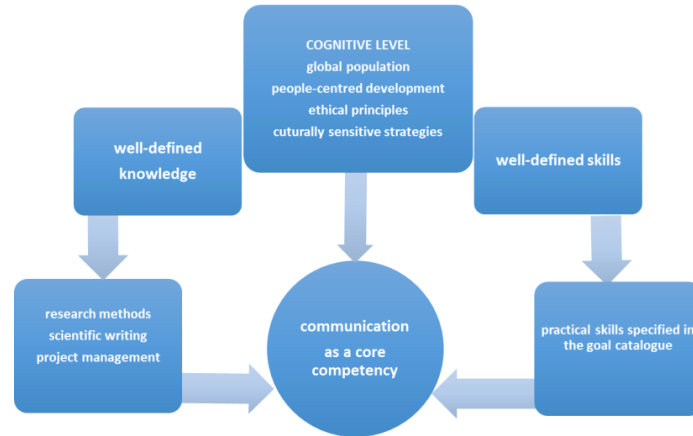 COGNITIVE LEVEL
global population
people-centred development
ethical principles
cuturally sensitive strategies
well-defined
knowledge
well-defined skills
research methods
scientific writing
project management
communication
as a core
competency
practical skills specified in
the goal catalogue